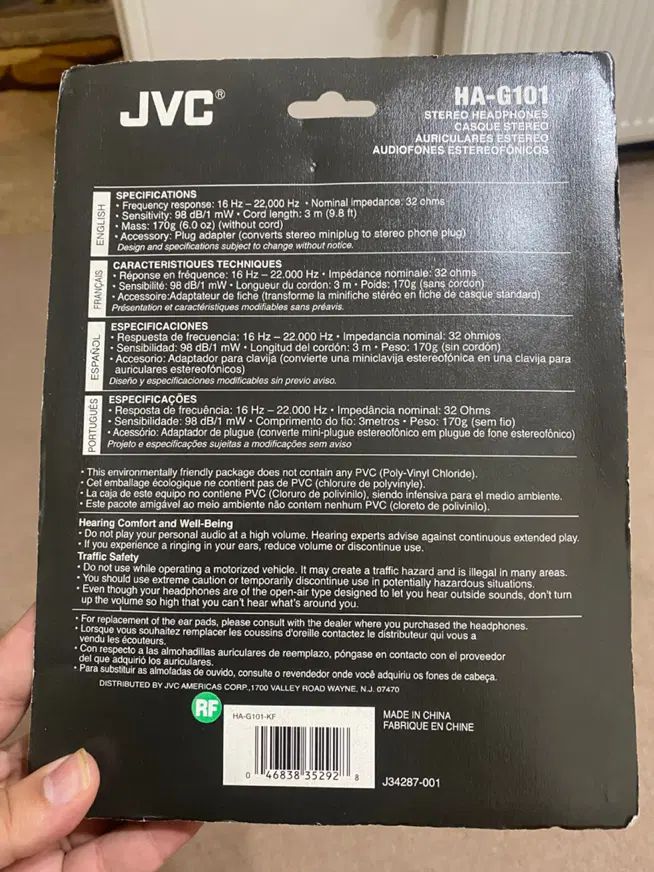 JVC®
HA-G101
STEREO HEADPHONES
CASQUE STEREO
AURICULARES ESTEREO
AUDIOFONES ESTEREOFÔNICOS
ENGLISH
SPECIFICATIONS
• Frequency response: 16 Hz – 22,000 Hz • Nominal impedance: 32 ohms
• Sensitivity: 98 dB/1 mW • Cord length: 3 m (9.8 ft)
• Mass: 170g (6.0 oz) (without cord)
• Accessory: Plug adapter (converts stereo miniplug to stereo phone plug)
Design and specifications subject to change without notice.
FRANÇAIS
CARACTERISTIQUES TECHNIQUES
• Réponse en fréquence: 16 Hz – 22.000 Hz • Impédance nominale: 32 ohms
• Sensibilité: 98 dB/1 mW • Longueur du cordon: 3 m • Poids: 170g (sans cordon)
• Accessoire:Adaptateur de fiche (transforme la minifiche stéréo en fiche de casque standard)
Présentation et caractéristiques modifiables sans préavis.
ESPAÑOL
ESPECIFICACIONES
• Respuesta de frecuencia: 16 Hz – 22.000 Hz • Impedancia nominal: 32 ohmios
• Sensibilidad: 98 dB/1 mW • Longitud del cordón: 3 m • Peso: 170g (sin cordón)
• Accesorio: Adaptador para clavija (convierte una miniclavija estereofónica en una clavija para
auriculares estereofónicos)
Diseño y especificaciones modificables sin previo aviso.
PORTUGUÊS
ESPECIFICAÇÕES
• Resposta de frecuência: 16 Hz – 22.000 Hz • Impedância nominal: 32 Ohms
• Sensibilidade: 98 dB/1 mW • Comprimento do fio: 3metros • Peso: 170g (sem fio)
• Acessório: Adaptador de plugue (converte mini-plugue estereofônico em plugue de fone estereofônico)
Projeto e especificações sujeitas a modificações sem aviso
• This environmentally friendly package does not contain any PVC (Poly-Vinyl Chloride).
• Cet emballage écologique ne contient pas de PVC (chlorure de polyvinyle).
• La caja de este equipo no contiene PVC (Cloruro de polivinilo), siendo infensiva para el medio ambiente.
• Este pacote amigável ao meio ambiente não contem nenhum PVC (cloreto de polivinilo).
Hearing Comfort and Well-Being
• Do not play your personal audio at a high volume. Hearing experts advise against continuous extended play.
• If you experience a ringing in your ears, reduce volume or discontinue use.
Traffic Safety
• Do not use while operating a motorized vehicle. It may create a traffic hazard and is illegal in many areas.
• You should use extreme caution or temporarily discontinue use in potentially hazardous situations.
• Even though your headphones are of the open-air type designed to let you hear outside sounds, don't turn
up the volume so high that you can't hear what's around you.
• For replacement of the ear pads, please consult with the dealer where you purchased the headphones.
• Lorsque vous souhaitez remplacer les coussins d'oreille contactez le distributeur qui vous a
vendu les écouteurs.
• Con respecto a las almohadillas auriculares de reemplazo, póngase en contacto con el proveedor
del que adquirió los auriculares.
• Para substituir as almofadas de ouvido, consulte o revendedor onde você adquiriu os fones de cabeça.
DISTRIBUTED BY JVC AMERICAS CORP.,1700 VALLEY ROAD WAYNE, N.J. 07470
RF
HA-G101-KF
0 46838 35292 8
MADE IN CHINA
FABRIQUE EN CHINE
J34287-001